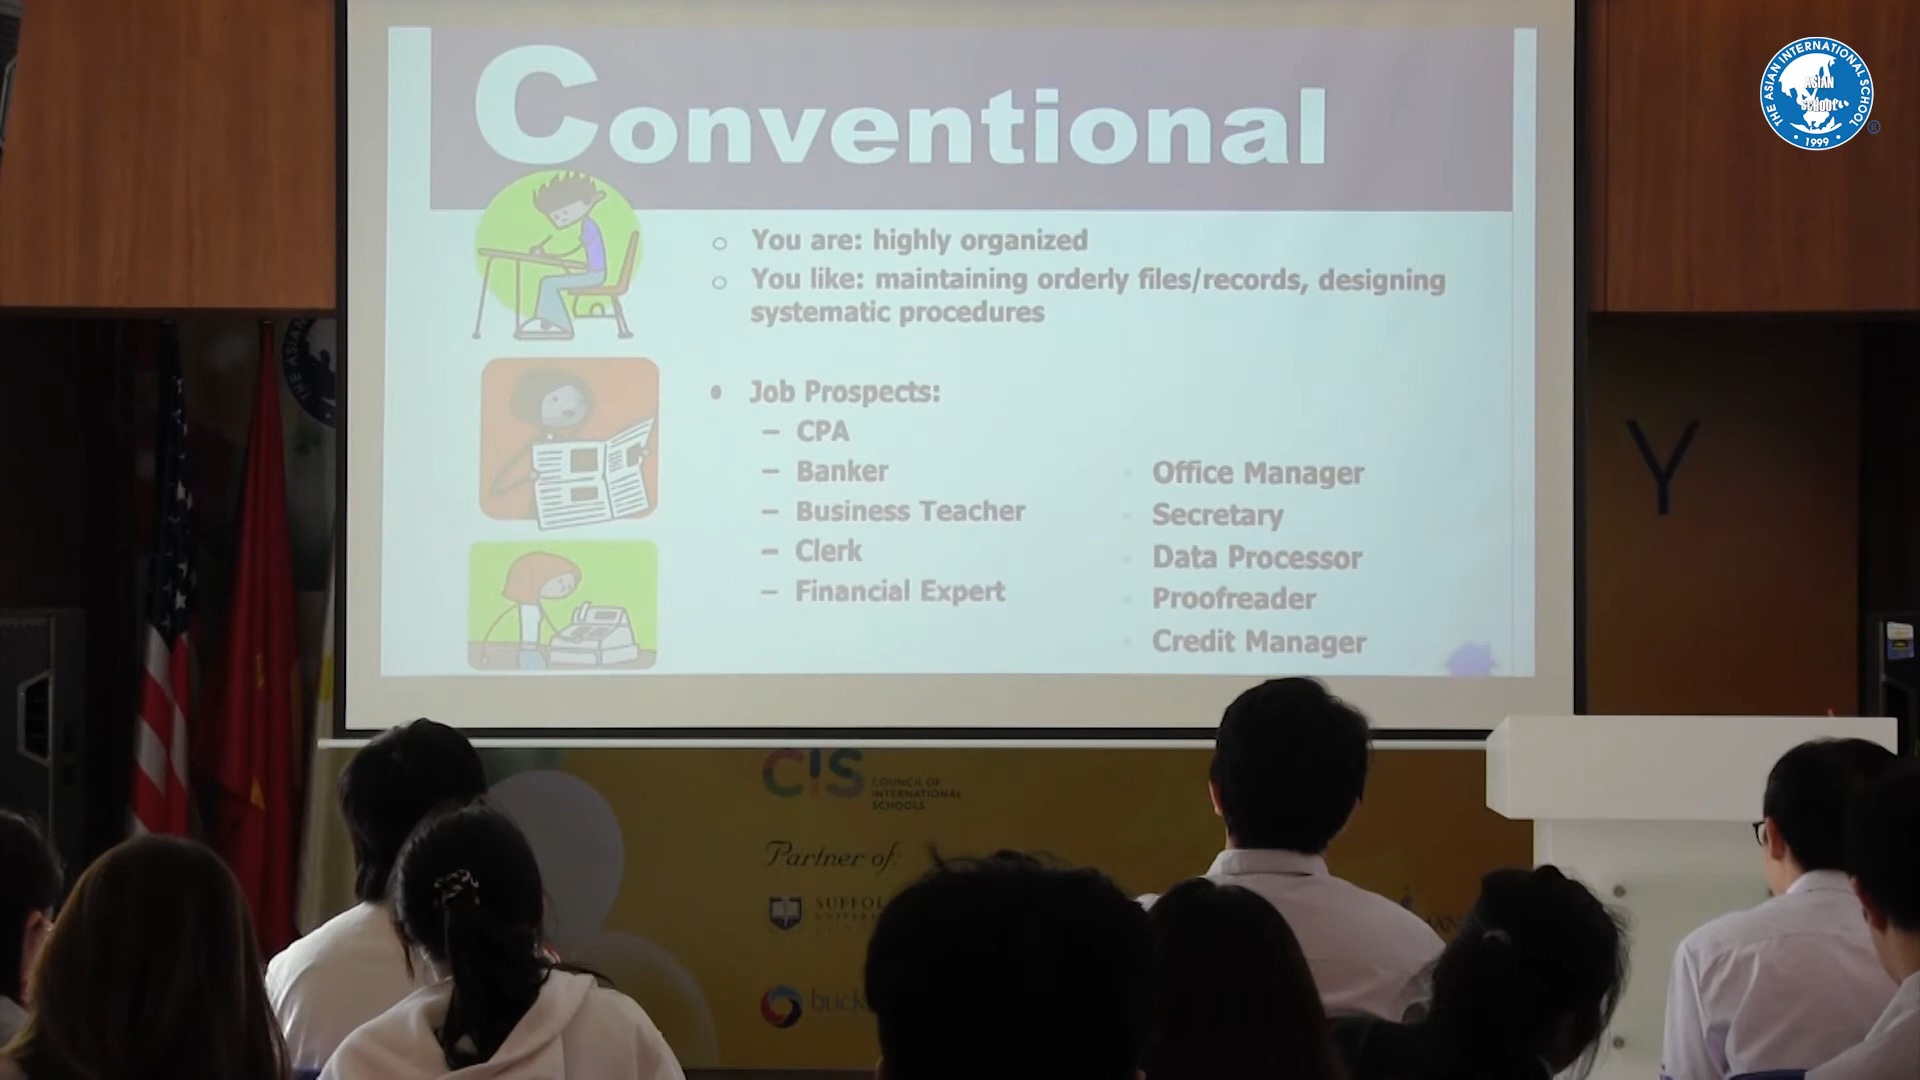 Conventional
○ You are: highly organized
○ You like: maintaining orderly files/records, designing
systematic procedures
• Job Prospects:
– CPA
– Banker
– Business Teacher
– Clerk
– Financial Expert
Office Manager
Secretary
Data Processor
Proofreader
Credit Manager
THE ASIAN INTERNATIONAL SCHOOL
ASIAN
SCHOOL
®
1999
THE ASIAN
Y
CIS
COUNCIL OF
INTERNATIONAL
SCHOOLS
Partner of: